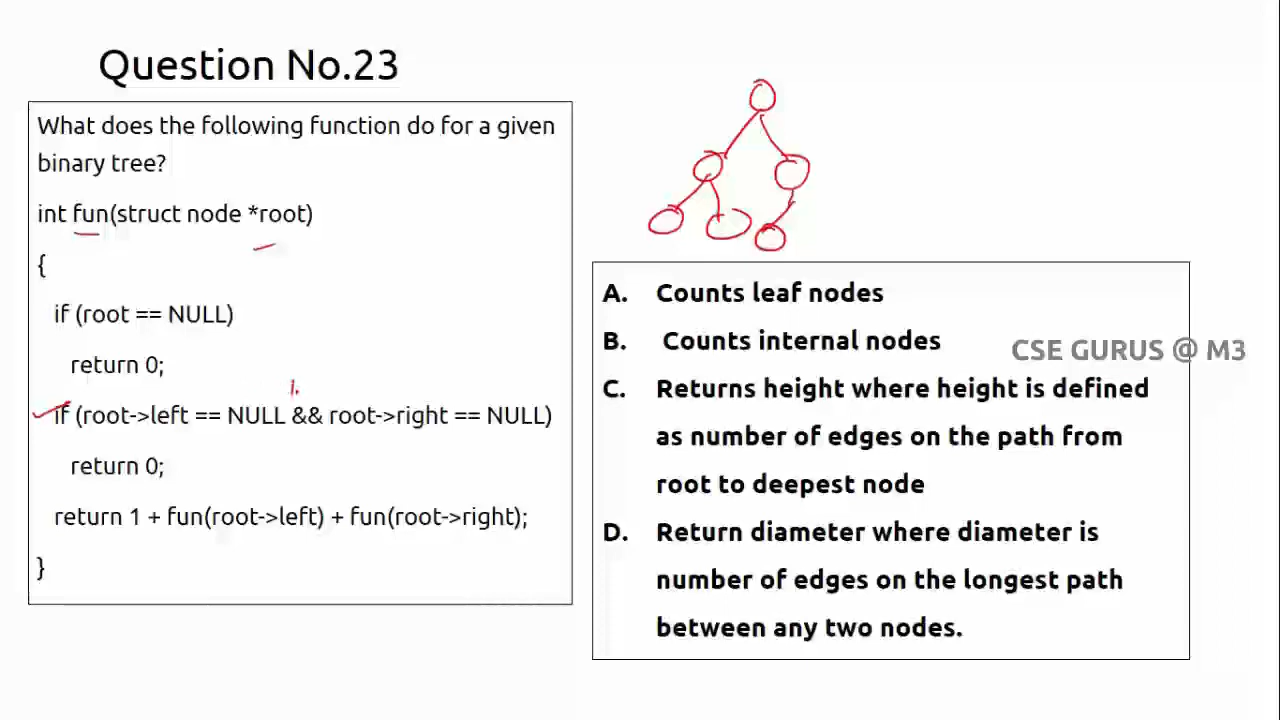 Question No.23
What does the following function do for a given
binary tree?
int fun(struct node *root)
{
if (root == NULL)
return 0;
if (root->left == NULL && root->right == NULL)
return 0;
return 1 + fun(root->left) + fun(root->right);
}
A. Counts leaf nodes
B. Counts internal nodes
C. Returns height where height is defined
as number of edges on the path from
root to deepest node
D. Return diameter where diameter is
number of edges on the longest path
between any two nodes.
CSE GURUS @ M3